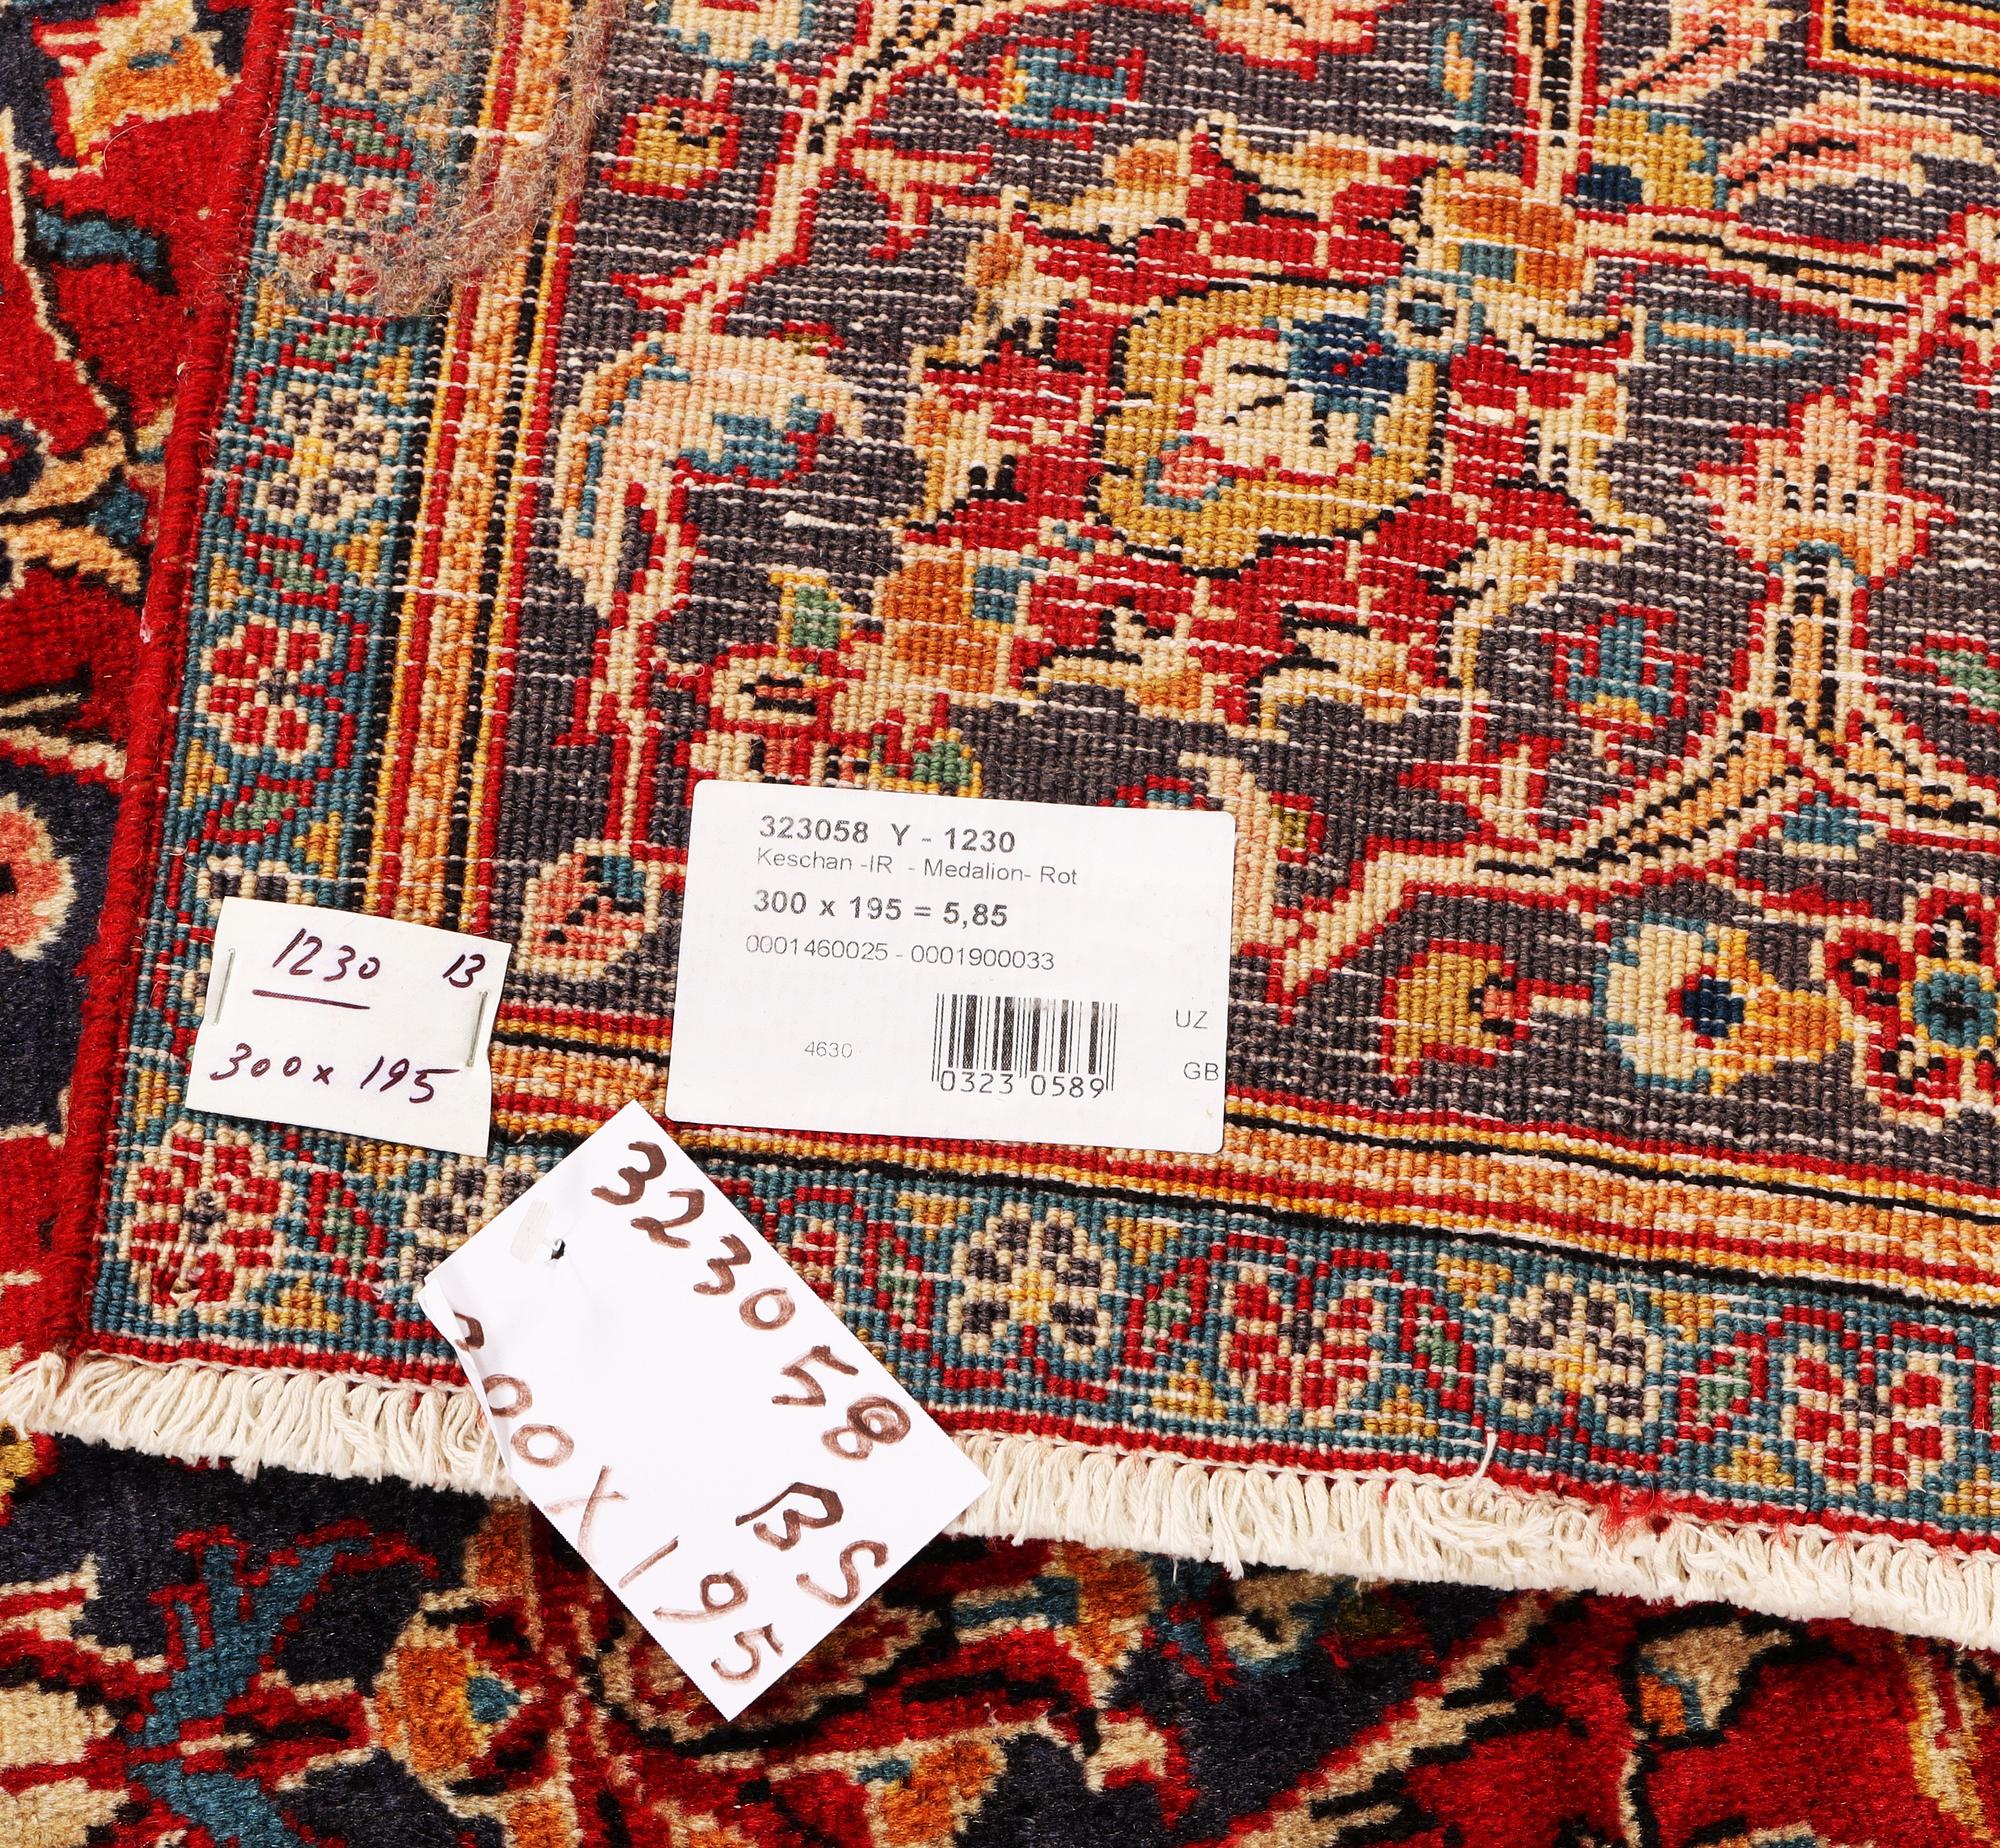 323058 Y - 1230
Keschan -IR - Medalion- Rot
300 x 195 = 5,85
0001460025 - 0001900033
UZ
4630
GB
0323 0589
1230 13
300 x 195
323058 BS
300X195